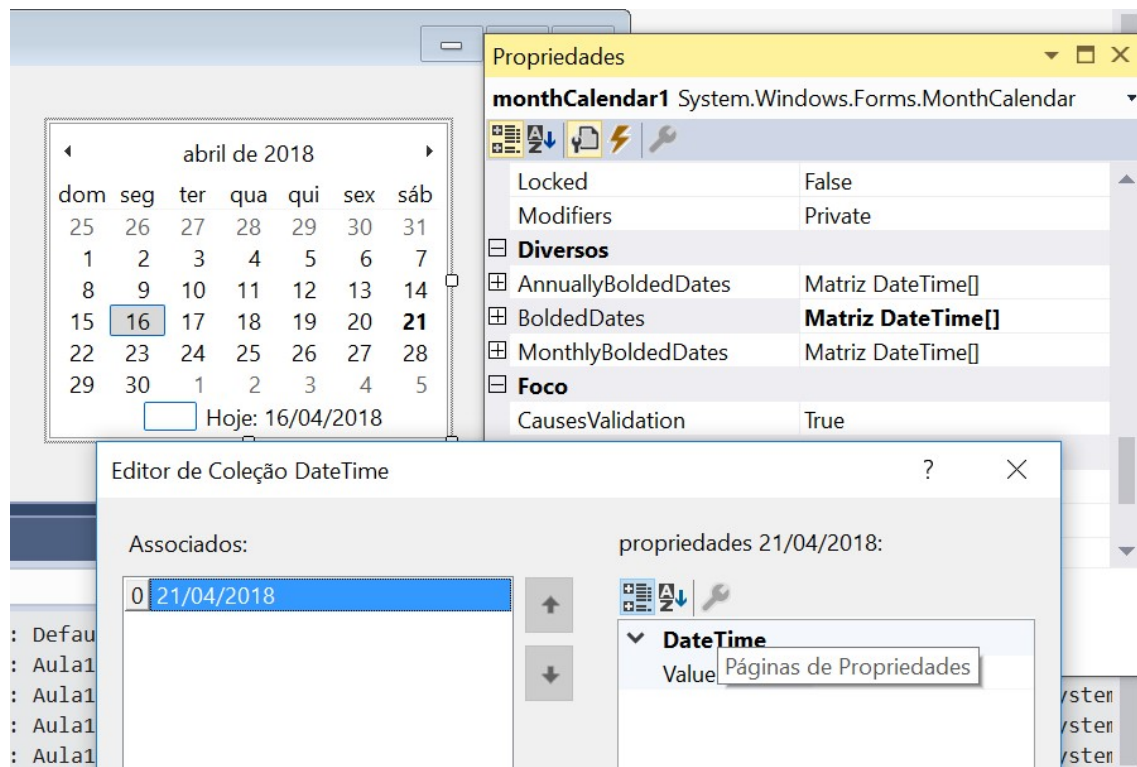 Propriedades
monthCalendar1 System.Windows.Forms.MonthCalendar
abril de 2018
dom seg ter qua qui sex sáb
25 26 27 28 29 30 31
1 2 3 4 5 6 7
8 9 10 11 12 13 14
15 16 17 18 19 20 21
22 23 24 25 26 27 28
29 30 1 2 3 4 5
Hoje: 16/04/2018
Locked False
Modifiers Private
Diversos
AnnuallyBoldedDates Matriz DateTime[]
BoldedDates Matriz DateTime[]
MonthlyBoldedDates Matriz DateTime[]
Foco
CausesValidation True
Editor de Coleção DateTime ?
Associados:
0 21/04/2018
propriedades 21/04/2018:
DateTime
Value
Páginas de Propriedades
: Defau
: Aula1
: Aula1 ystem
: Aula1 ystem
: Aula1 ystem